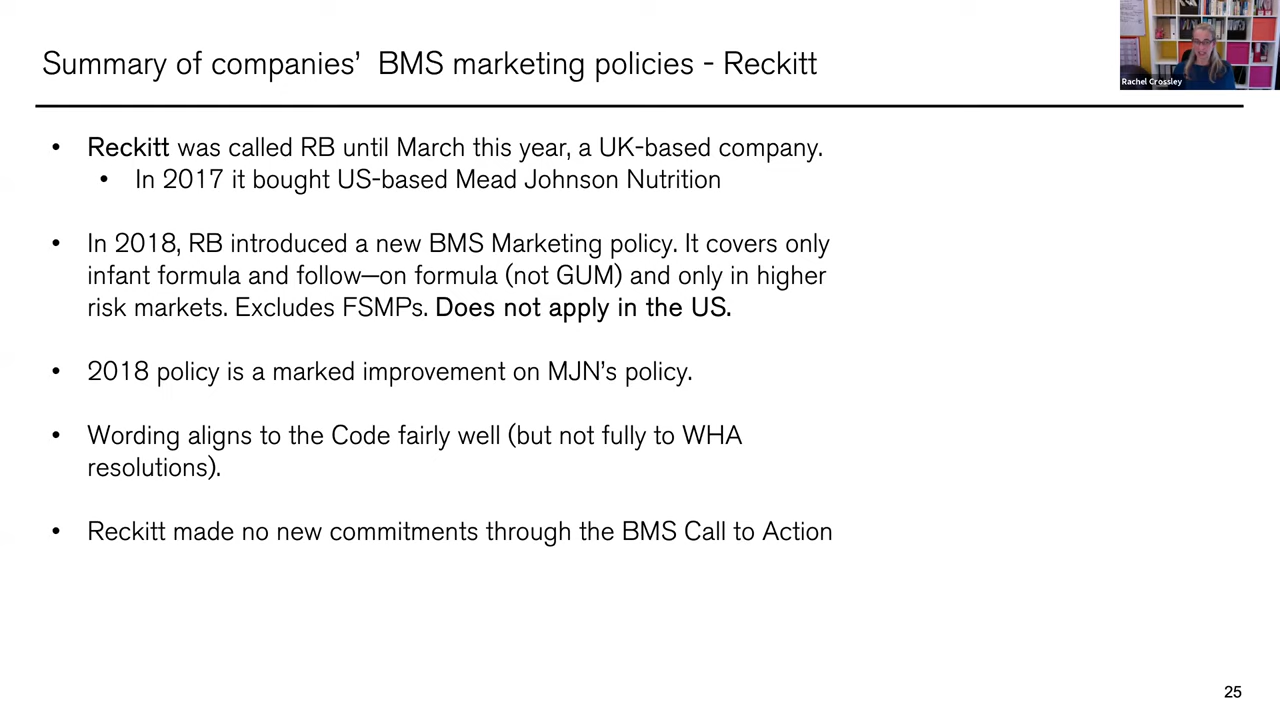 Summary of companies’ BMS marketing policies - Reckitt
Rachel Crossley
• Reckitt was called RB until March this year, a UK-based company.
• In 2017 it bought US-based Mead Johnson Nutrition
• In 2018, RB introduced a new BMS Marketing policy. It covers only
infant formula and follow—on formula (not GUM) and only in higher
risk markets. Excludes FSMPs. Does not apply in the US.
• 2018 policy is a marked improvement on MJN’s policy.
• Wording aligns to the Code fairly well (but not fully to WHA
resolutions).
• Reckitt made no new commitments through the BMS Call to Action
25